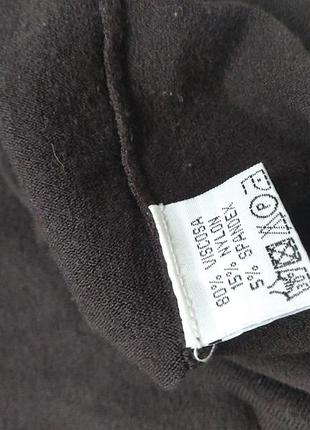 80% VISCOSA
15% NYLON
5% SPANDEX
P